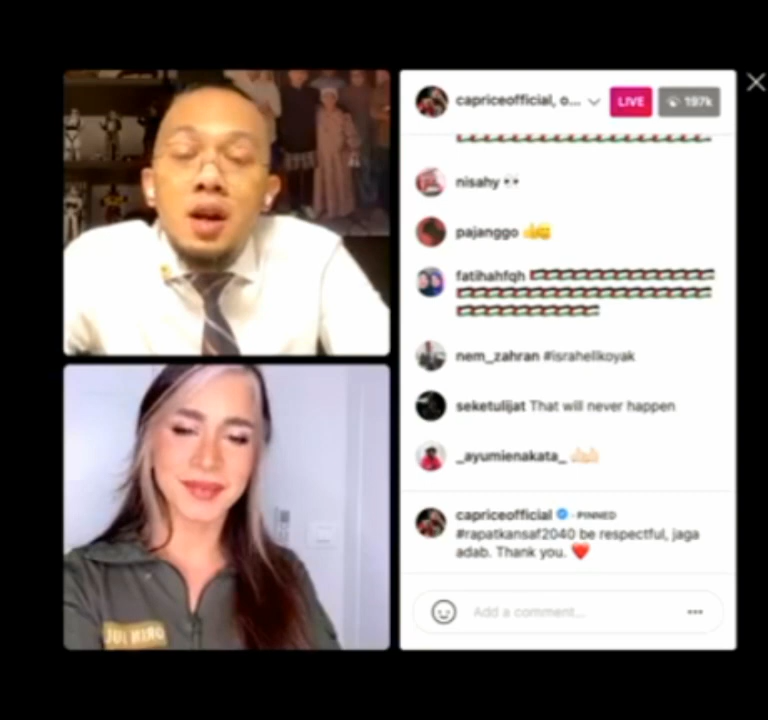 capriceofficial, o...
LIVE
197k
nisahy
pajanggo
fatihahfqh
nem_zahran #israhellkoyak
seketulijat That will never happen
_ayumienakata_
capriceofficial · PINNED
#rapatkansaf2040 be respectful, jaga
adab. Thank you.
Add a comment...